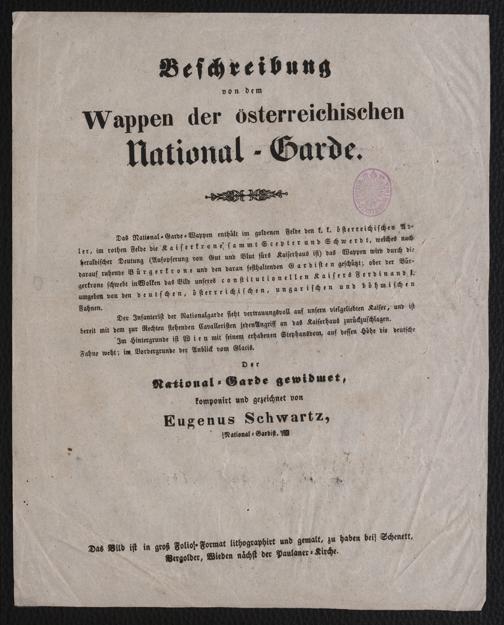 Beschreibung
von dem
Wappen der österreichischen
National-Garde.
Das National-Garde-Wappen enthält im goldenen Felde den k. k. österreichischen Ad-
ler, im rothen Felde die Kaiserkrone sammt Scepter und Schwerdt, welches nach
heraldischer Deutung (Aufopferung von Gut und Blut fürs Kaiserhaus ist) das Wappen wird durch die
darauf ruhende Bürgerkrone und den daran festhaltenden Gardisten geschützt; ober der Bür-
gerkrone schwebt in Wolken das Bild unsers constitutionellen Kaisers Ferdinand I.
umgeben von den deutschen, österreichischen, ungarischen und böhmischen
Fahnen.
Der Infanterist der Nationalgarde sieht vertrauungsvoll auf unsern vielgeliebten Kaiser, und ist
bereit mit dem zur Rechten stehenden Cavalleristen jeden Angriff an das Kaiserhaus zurückzuschlagen.
Im Hintergrunde ist Wien mit seinem erhabenen Stephansdom, auf dessen Höhe die deutsche
Fahne weht; im Vordergrunde der Anblick vom Glacis.
Der
National-Garde gewidmet,
komponirt und gezeichnet von
Eugenus Schwartz,
National-Gardist.
Das Bild ist in groß Folio-Format lithographirt und gemalt, zu haben bei Schenett,
Vergolder, Wieden nächst der Paulaner-Kirche.